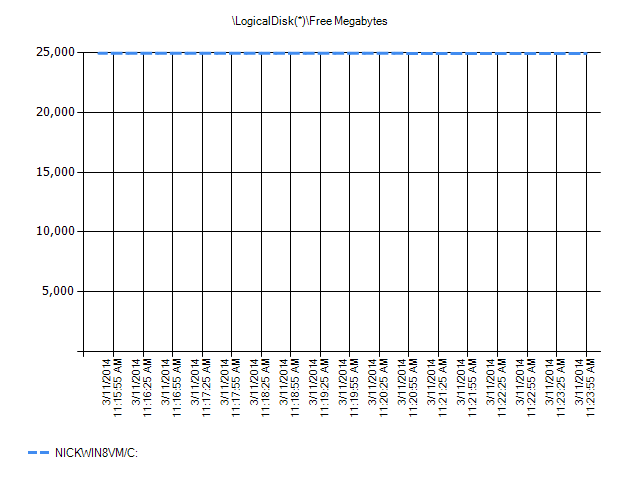 \LogicalDisk(*)\Free Megabytes
25,000
20,000
15,000
10,000
5,000
3/11/2014
11:15:55 AM
3/11/2014
11:16:25 AM
3/11/2014
11:16:55 AM
3/11/2014
11:17:25 AM
3/11/2014
11:17:55 AM
3/11/2014
11:18:25 AM
3/11/2014
11:18:55 AM
3/11/2014
11:19:25 AM
3/11/2014
11:19:55 AM
3/11/2014
11:20:25 AM
3/11/2014
11:20:55 AM
3/11/2014
11:21:25 AM
3/11/2014
11:21:55 AM
3/11/2014
11:22:25 AM
3/11/2014
11:22:55 AM
3/11/2014
11:23:25 AM
3/11/2014
11:23:55 AM
NICKWIN8VM/C: